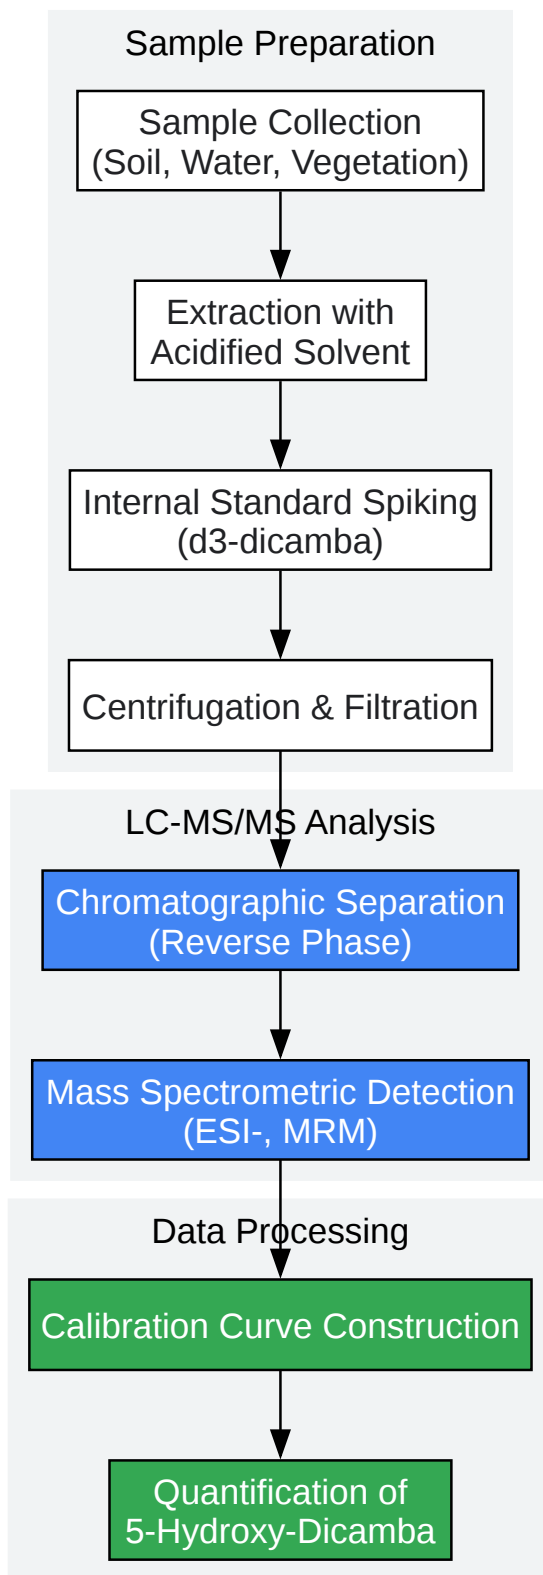 Sample Preparation
Sample Collection
(Soil, Water, Vegetation)
Extraction with
Acidified Solvent
Internal Standard Spiking
(d3-dicamba)
Centrifugation & Filtration
LC-MS/MS Analysis
Chromatographic Separation
(Reverse Phase)
Mass Spectrometric Detection
(ESI-, MRM)
Data Processing
Calibration Curve Construction
Quantification of
5-Hydroxy-Dicamba